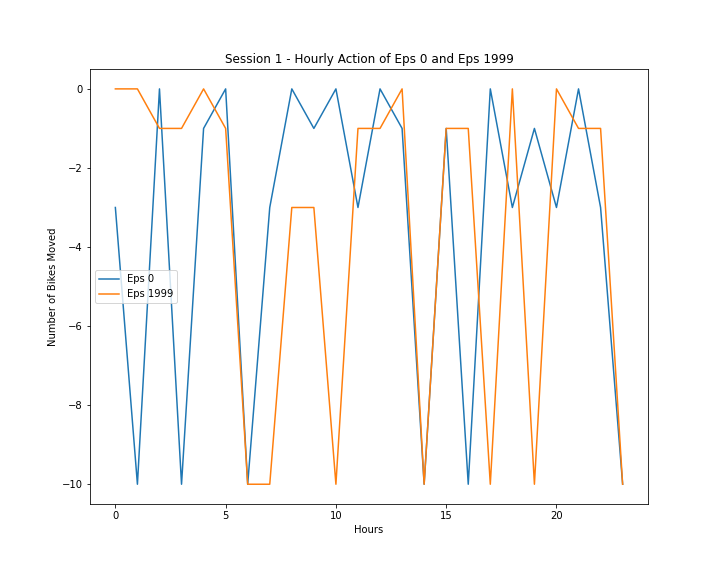 Session 1 - Hourly Action of Eps 0 and Eps 1999
0
−2
−4
−6
−8
−10
Number of Bikes Moved
Eps 0
Eps 1999
0
5
10
15
20
Hours